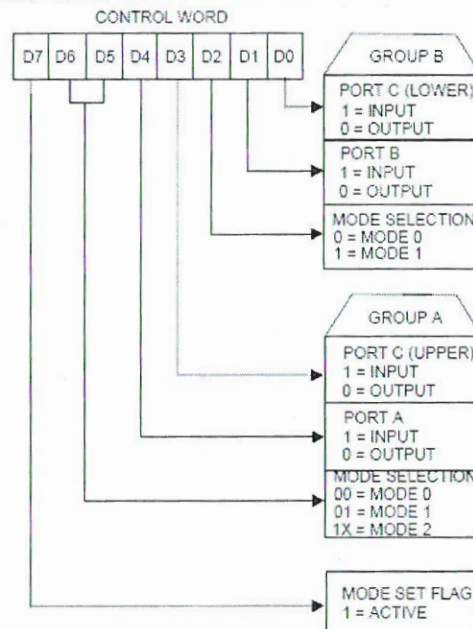 CONTROL WORD
D7 D6 D5 D4 D3 D2 D1 D0
GROUP B
PORT C (LOWER)
1 = INPUT
0 = OUTPUT
PORT B
1 = INPUT
0 = OUTPUT
MODE SELECTION
0 = MODE 0
1 = MODE 1
GROUP A
PORT C (UPPER)
1 = INPUT
0 = OUTPUT
PORT A
1 = INPUT
0 = OUTPUT
MODE SELECTION
00 = MODE 0
01 = MODE 1
1X = MODE 2
MODE SET FLAG
1 = ACTIVE